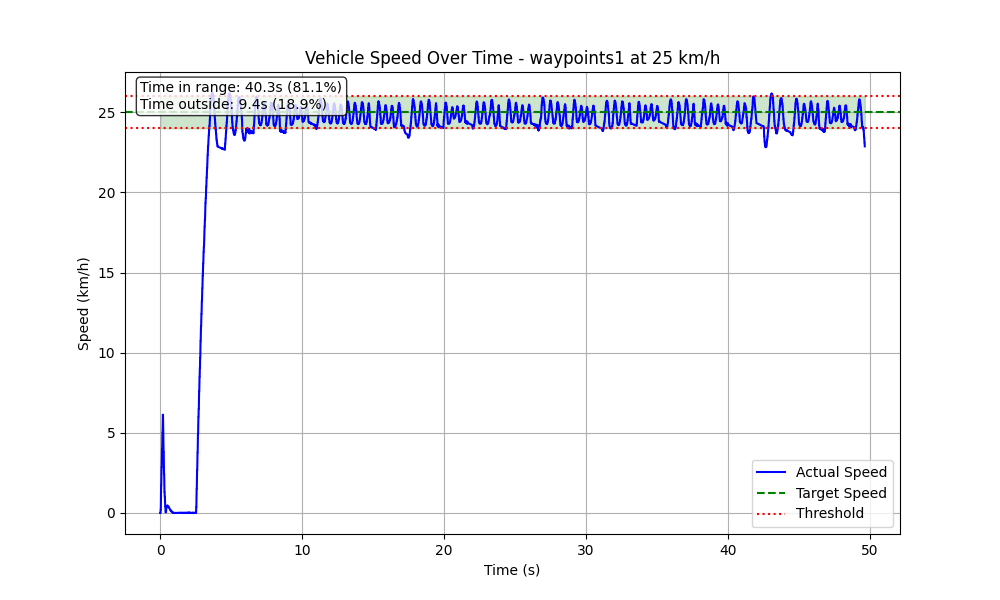 Vehicle Speed Over Time - waypoints1 at 25 km/h
Time in range: 40.3s (81.1%)
Time outside: 9.4s (18.9%)
25
20
15
10
5
0
Speed (km/h)
Actual Speed
Target Speed
Threshold
0 10 20 30 40 50
Time (s)